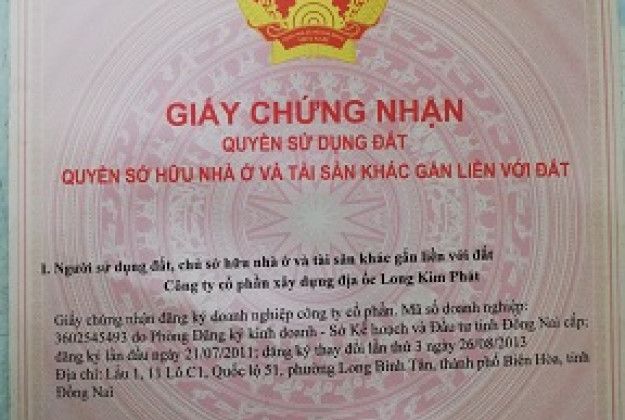 GIẤY CHỨNG NHẬN
QUYỀN SỬ DỤNG ĐẤT
QUYỀN SỞ HỮU NHÀ Ở VÀ TÀI SẢN KHÁC GẮN LIỀN VỚI ĐẤT
I. Người sử dụng đất, chủ sở hữu nhà ở và tài sản khác gắn liền với đất
Công ty cổ phần xây dựng địa ốc Long Kim Phát
Giấy chứng nhận đăng ký doanh nghiệp công ty cổ phần. Mã số doanh nghiệp:
3602545493 do Phòng Đăng ký kinh doanh - Sở Kế hoạch và Đầu tư tỉnh Đồng Nai cấp;
đăng ký lần đầu ngày 21/07/2011; đăng ký thay đổi lần thứ 3 ngày 26/08/2013
Địa chỉ: Lầu 1, 11 Lô C1, Quốc lộ 51, phường Long Bình Tân, thành phố Biên Hòa, tỉnh
Đồng Nai